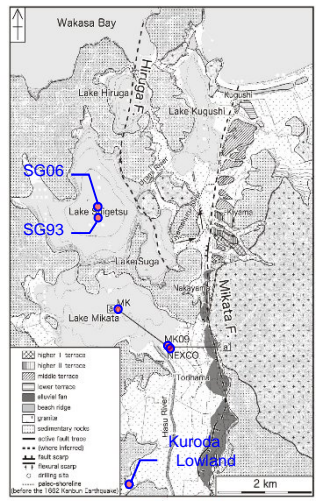 Wakasa Bay
Lake Hiruga
Hiruga F.
Lake Kugushi
Kugushi
SG06
Lake Suigetsu
SG93
Kiyama
Lake Suga
Nakayama
Mikata F.
MK
Lake Mikata
MK09
NEXCO
Torihama
Hasu River
higher I terrace
higher II terrace
middle terrace
lower terrace
alluvial fan
beach ridge
granite
sedimentary rocks
active fault trace
(where inferred)
fault scarp
flexural scarp
drilling site
paleo-shoreline
(before the 1662 Kanbun Earthquake)
Kuroda
Lowland
2 km